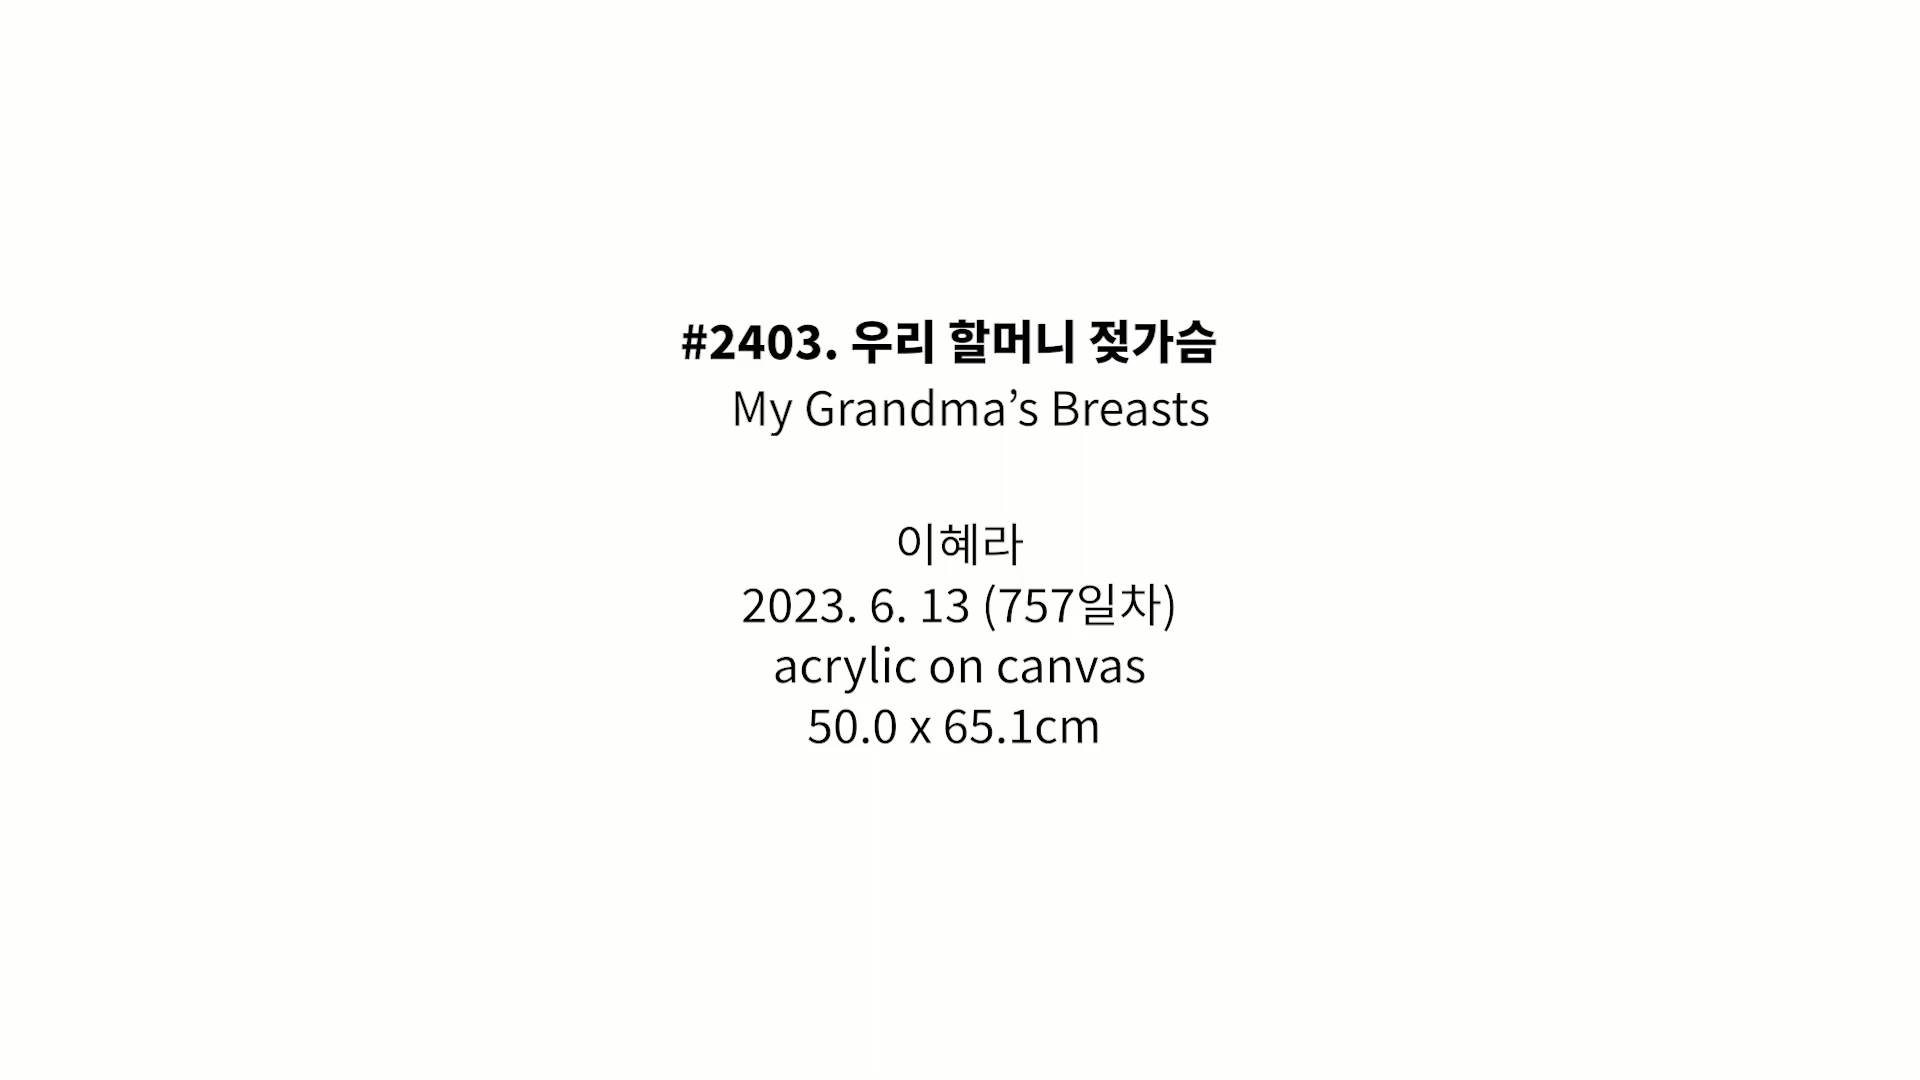 #2403. 우리 할머니 젖가슴
My Grandma’s Breasts
이혜라
2023. 6. 13 (757일차)
acrylic on canvas
50.0 x 65.1cm